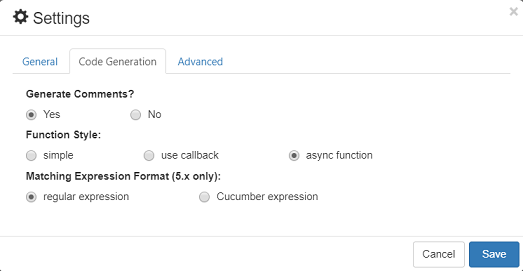 Settings
×
General Code Generation Advanced
Generate Comments?
Yes No
Function Style:
simple use callback async function
Matching Expression Format (5.x only):
regular expression Cucumber expression
Cancel Save